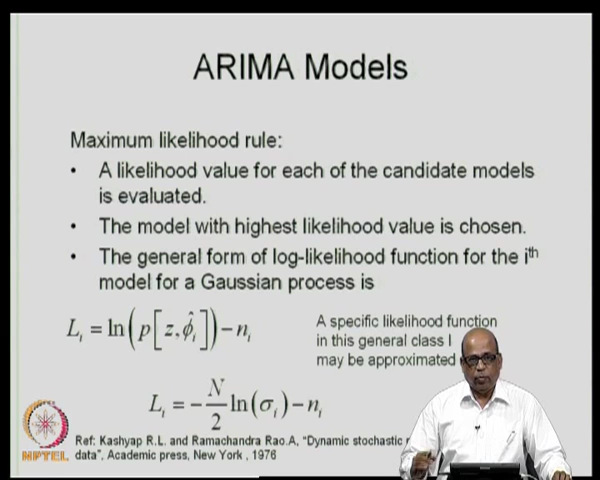 ARIMA Models
Maximum likelihood rule:
• A likelihood value for each of the candidate models
is evaluated.
• The model with highest likelihood value is chosen.
• The general form of log-likelihood function for the iᵗʰ
model for a Gaussian process is
L_i = ln(p[z, φ̂_i]) − n_i
A specific likelihood function
in this general class I
may be approximated
L_i = −N/2 ln(σ_i) − n_i
Ref: Kashyap R.L. and Ramachandra Rao.A, “Dynamic stochastic
data”, Academic press, New York , 1976
NPTEL